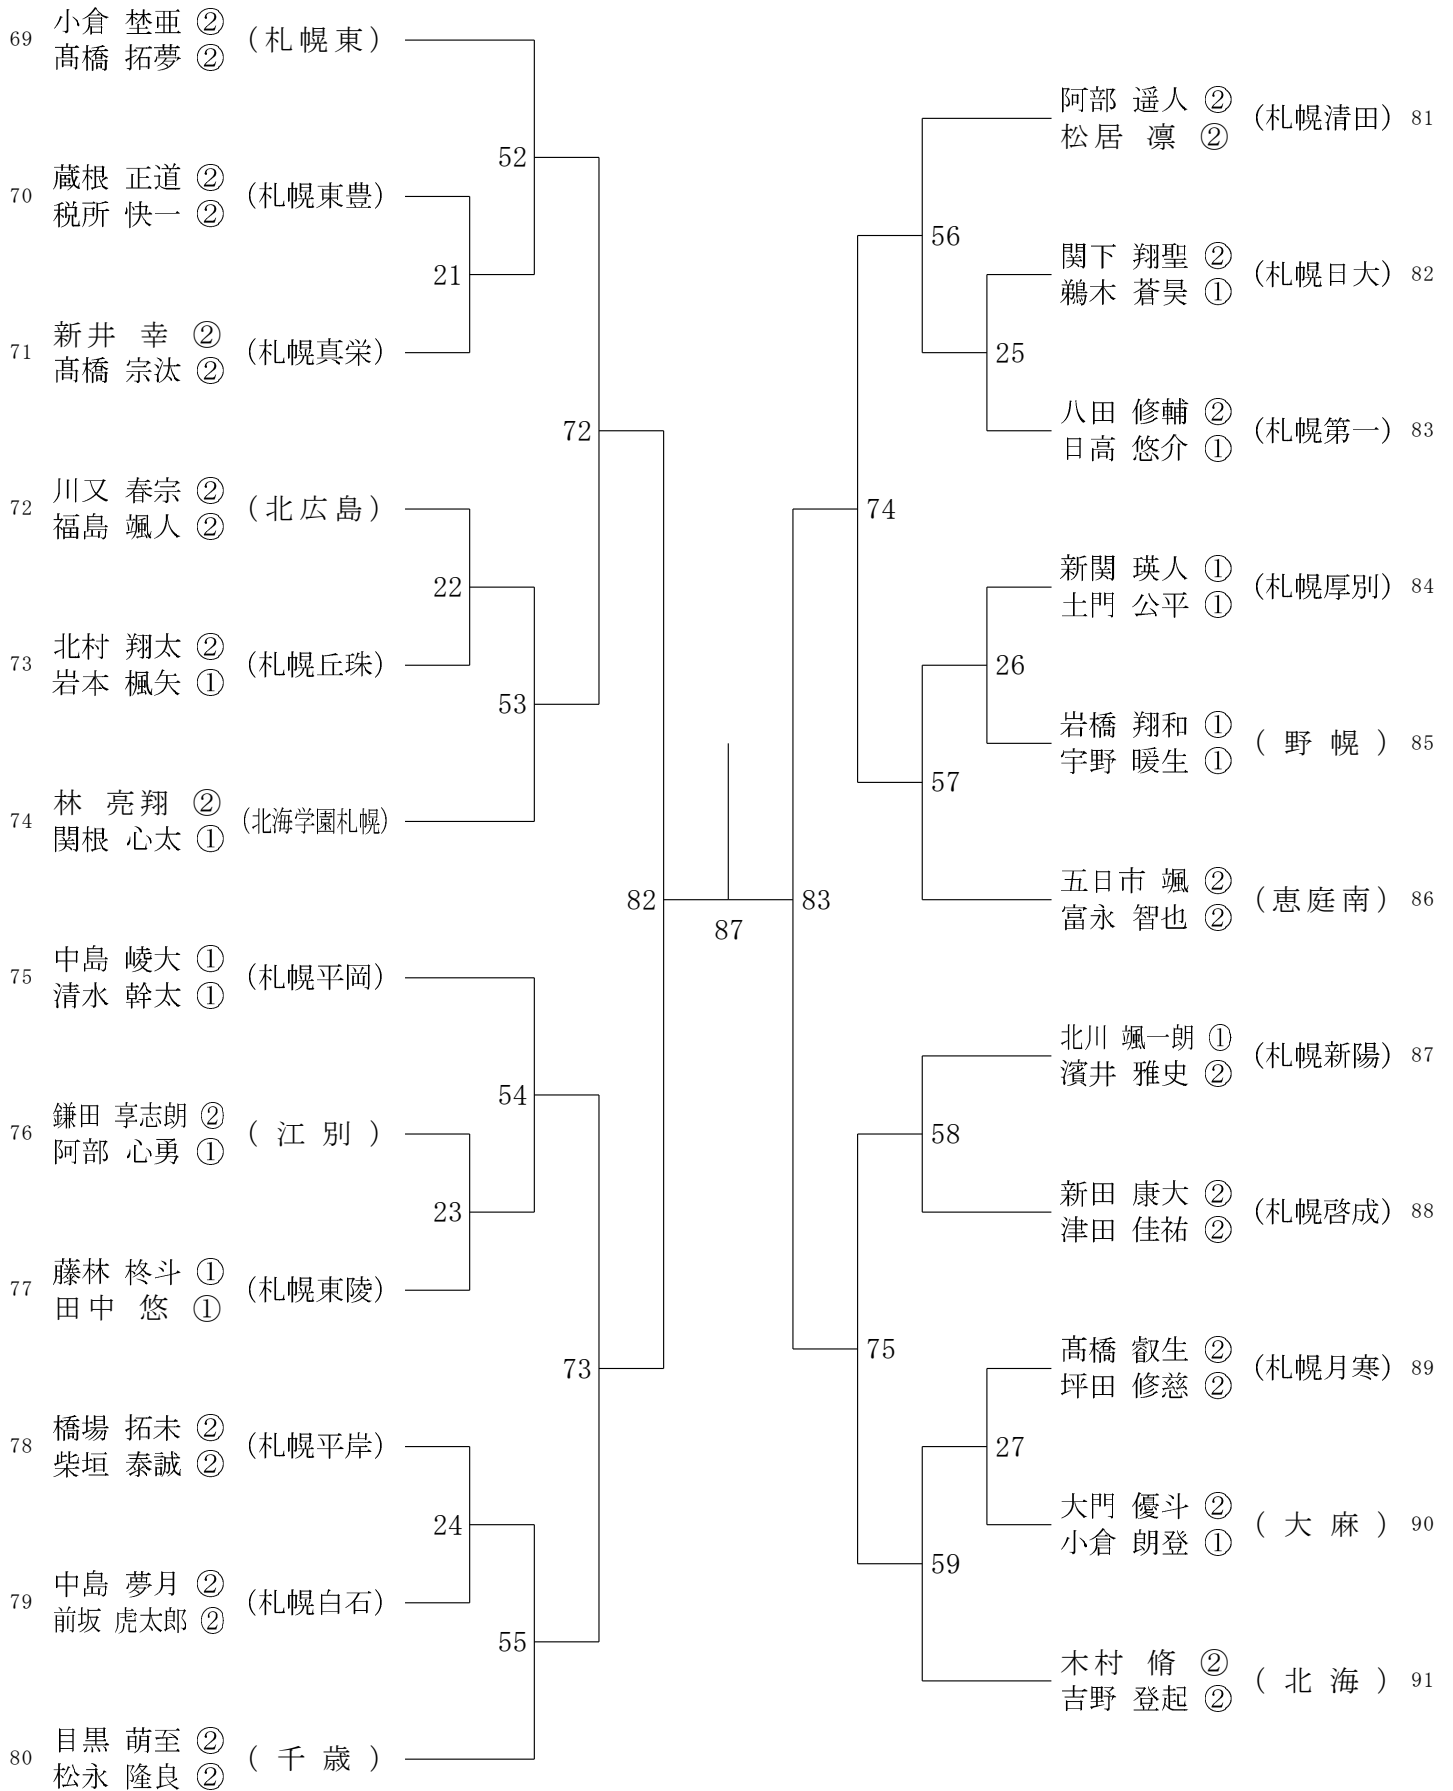 69 小倉 埜亜 ② (札幌東)
髙橋 拓夢 ②
70 蔵根 正道 ② (札幌東豊)
税所 快一 ②
71 新井 幸 ② (札幌真栄)
髙橋 宗汰 ②
72 川又 春宗 ② (北広島)
福島 颯人 ②
73 北村 翔太 ② (札幌丘珠)
岩本 楓矢 ①
74 林 亮翔 ② (北海学園札幌)
関根 心太 ①
75 中島 崚大 ① (札幌平岡)
清水 幹太 ①
76 鎌田 享志朗 ② (江別)
阿部 心勇 ①
77 藤林 柊斗 ① (札幌東陵)
田中 悠 ①
78 橋場 拓未 ② (札幌平岸)
柴垣 泰誠 ②
79 中島 夢月 ② (札幌白石)
前坂 虎太郎 ②
80 目黒 萌至 ② (千歳)
松永 隆良 ②
52
21
72
22
53
82
54
23
73
24
55
87
83
56
25
74
26
57
58
75
27
59
阿部 遥人 ② (札幌清田) 81
松居 凛 ②
関下 翔聖 ② (札幌日大) 82
鵜木 蒼昊 ①
八田 修輔 ② (札幌第一) 83
日高 悠介 ①
新関 瑛人 ① (札幌厚別) 84
土門 公平 ①
岩橋 翔和 ① (野幌) 85
宇野 暖生 ①
五日市 颯 ② (恵庭南) 86
富永 智也 ②
北川 颯一朗 ① (札幌新陽) 87
濱井 雅史 ②
新田 康大 ② (札幌啓成) 88
津田 佳祐 ②
髙橋 叡生 ② (札幌月寒) 89
坪田 修慈 ②
大門 優斗 ② (大麻) 90
小倉 朗登 ①
木村 脩 ② (北海) 91
吉野 登起 ②